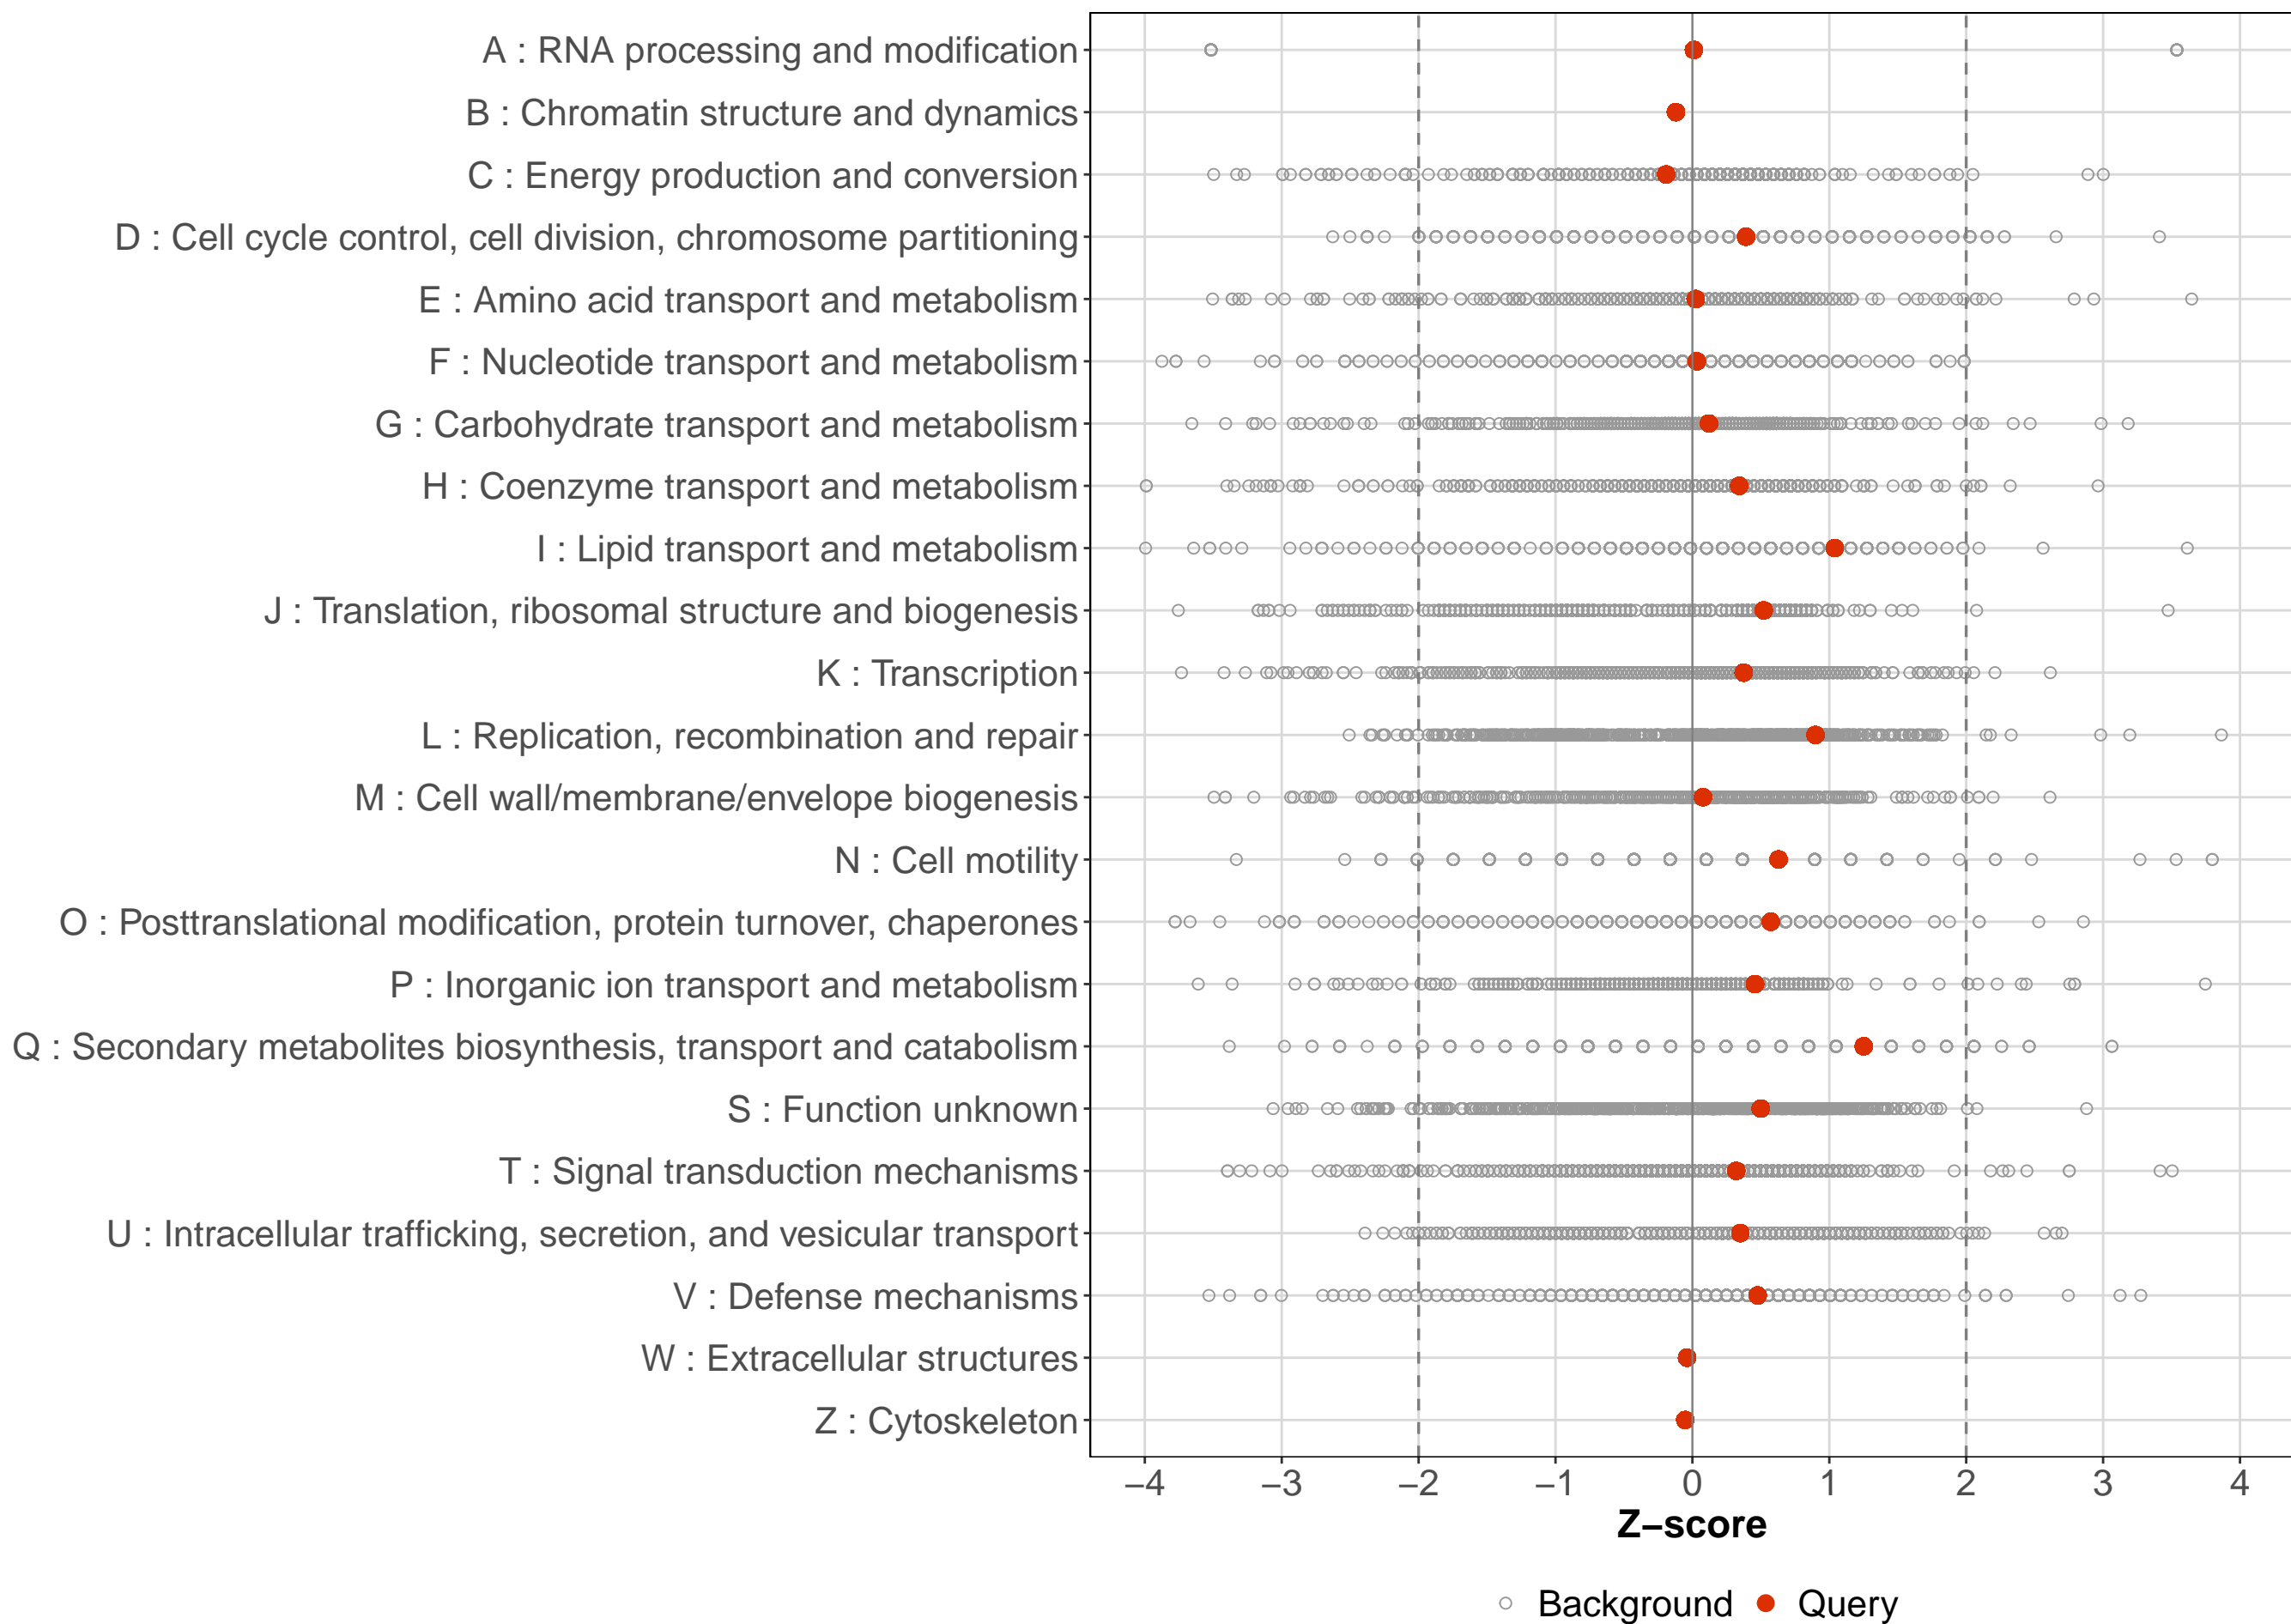 A : RNA processing and modification
B : Chromatin structure and dynamics
C : Energy production and conversion
D : Cell cycle control, cell division, chromosome partitioning
E : Amino acid transport and metabolism
F : Nucleotide transport and metabolism
G : Carbohydrate transport and metabolism
H : Coenzyme transport and metabolism
I : Lipid transport and metabolism
J : Translation, ribosomal structure and biogenesis
K : Transcription
L : Replication, recombination and repair
M : Cell wall/membrane/envelope biogenesis
N : Cell motility
O : Posttranslational modification, protein turnover, chaperones
P : Inorganic ion transport and metabolism
Q : Secondary metabolites biosynthesis, transport and catabolism
S : Function unknown
T : Signal transduction mechanisms
U : Intracellular trafficking, secretion, and vesicular transport
V : Defense mechanisms
W : Extracellular structures
Z : Cytoskeleton
−4 −3 −2 −1 0 1 2 3 4
Z−score
Background Query